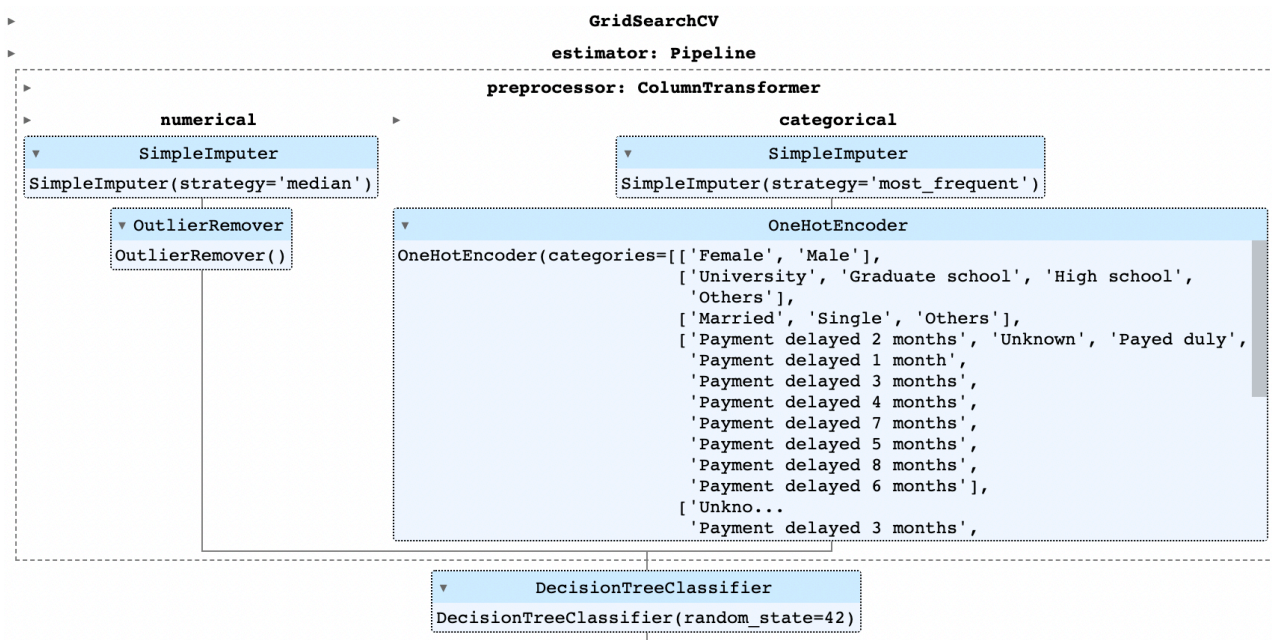 GridSearchCV
estimator: Pipeline
preprocessor: ColumnTransformer
numerical
categorical
SimpleImputer
SimpleImputer(strategy='median')
OutlierRemover
OutlierRemover()
SimpleImputer
SimpleImputer(strategy='most_frequent')
OneHotEncoder
OneHotEncoder(categories=[['Female', 'Male'],
['University', 'Graduate school', 'High school',
'Others'],
['Married', 'Single', 'Others'],
['Payment delayed 2 months', 'Unknown', 'Payed duly',
'Payment delayed 1 month',
'Payment delayed 3 months',
'Payment delayed 4 months',
'Payment delayed 7 months',
'Payment delayed 5 months',
'Payment delayed 8 months',
'Payment delayed 6 months'],
['Unkno...
'Payment delayed 3 months',
DecisionTreeClassifier
DecisionTreeClassifier(random_state=42)